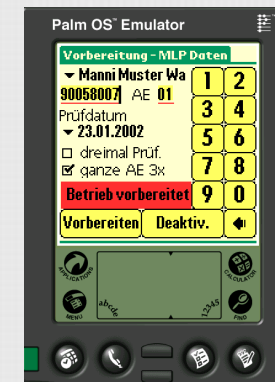 Palm OS™ Emulator
Vorbereitung - MLP Daten
Manni Muster Wa
90058007 AE 01
Prüfdatum
23.01.2002
dreimal Prüf.
ganze AE 3x
Betrieb vorbereitet
Vorbereiten Deaktiv.
1 2
3 4
5 6
7 8
9 0
APPLICATIONS
CALCULATOR
MENU
abcde
12345
FIND